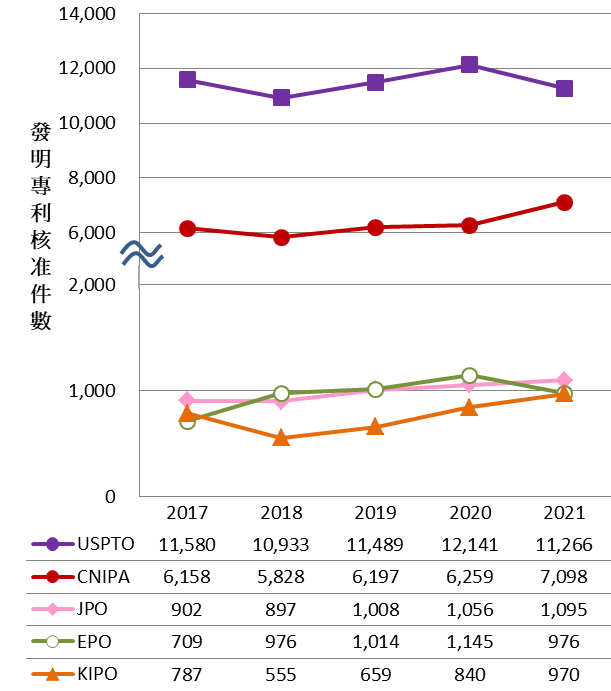 14,000
12,000
10,000
8,000
6,000
2,000
1,000
0
發明專利核准件數
2017 2018 2019 2020 2021
USPTO 11,580 10,933 11,489 12,141 11,266
CNIPA 6,158 5,828 6,197 6,259 7,098
JPO 902 897 1,008 1,056 1,095
EPO 709 976 1,014 1,145 976
KIPO 787 555 659 840 970